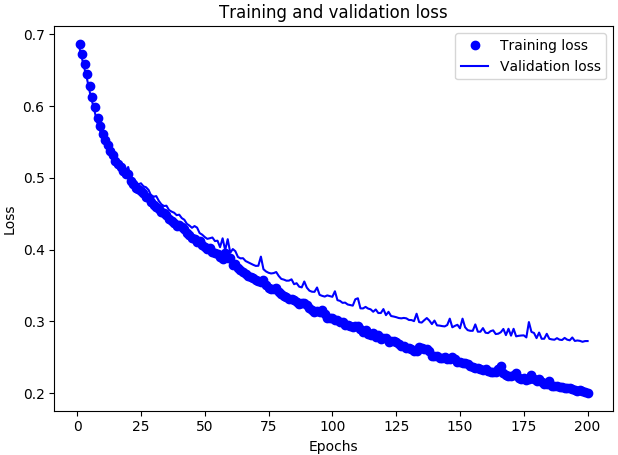 Training and validation loss
Training loss
Validation loss
Loss
0.7
0.6
0.5
0.4
0.3
0.2
0 25 50 75 100 125 150 175 200
Epochs